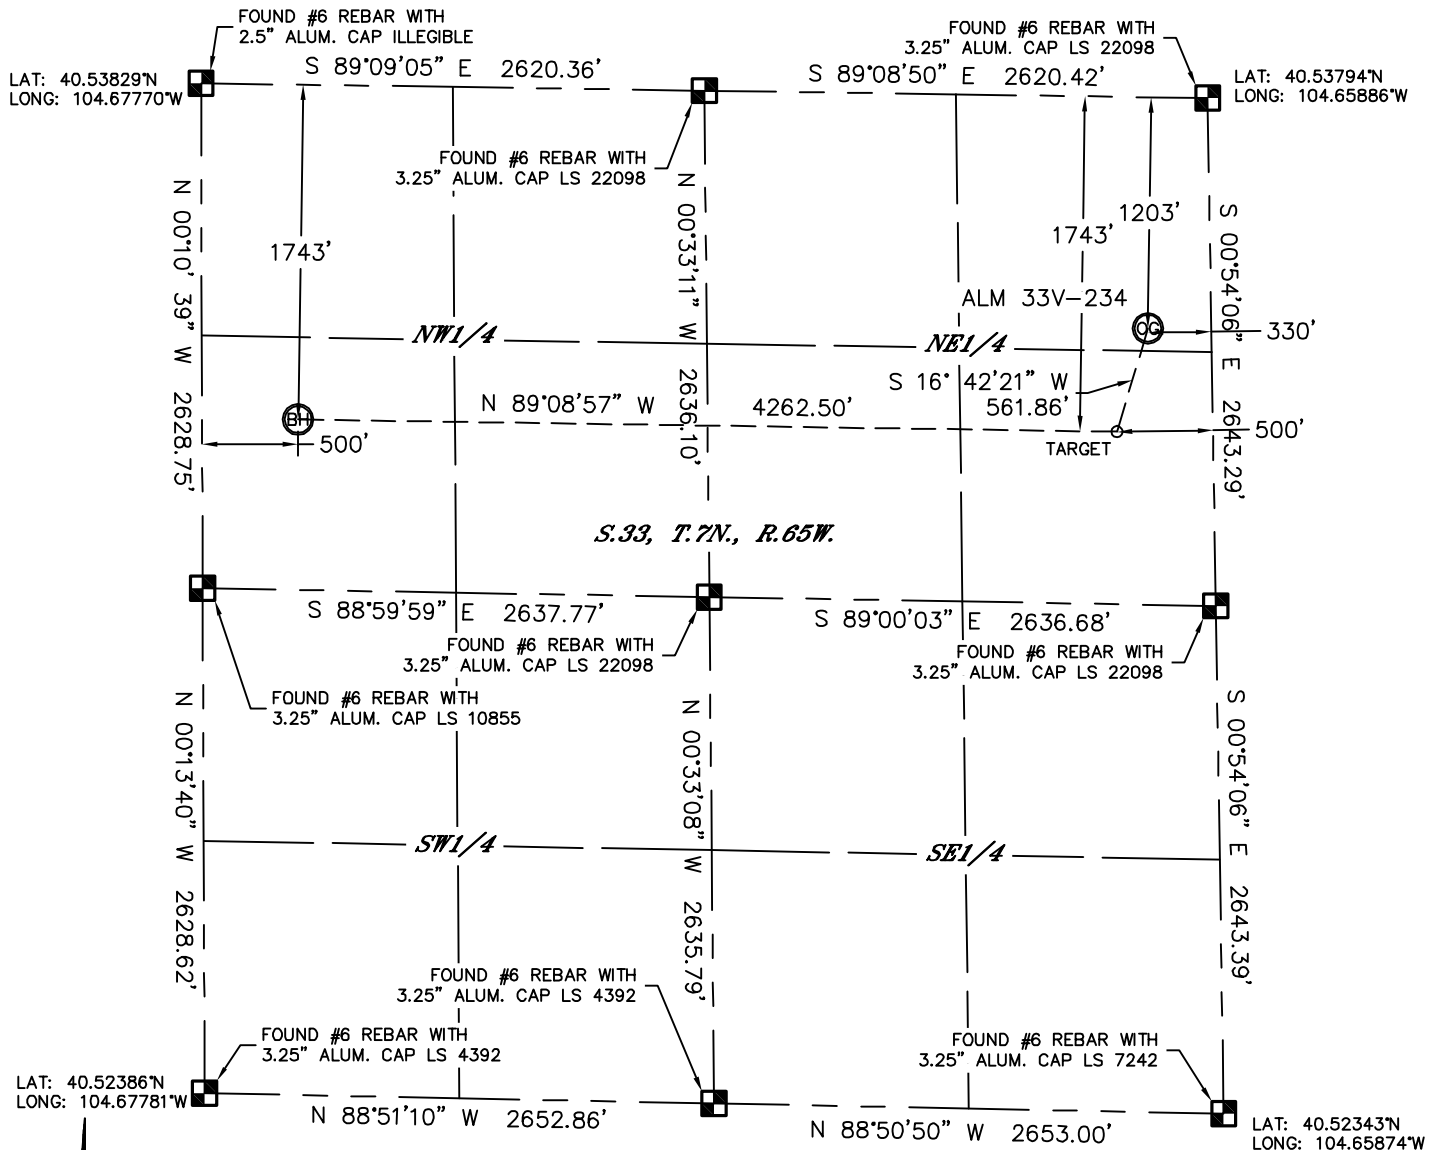 FOUND #6 REBAR WITH
2.5" ALUM. CAP ILLEGIBLE
FOUND #6 REBAR WITH
3.25" ALUM. CAP LS 22098
LAT: 40.53829°N
LONG: 104.67770°W
S 89°09'05" E 2620.36'
S 89°08'50" E 2620.42'
LAT: 40.53794°N
LONG: 104.65886°W
FOUND #6 REBAR WITH
3.25" ALUM. CAP LS 22098
N 00°10' 39" W 2628.75'
N 00°33'11" W 2636.10'
S 00°54'06" E 2643.29'
1743'
1743'
1203'
ALM 33V-234
OG
330'
NW1/4
NE1/4
S 16° 42'21" W
561.86'
N 89°08'57" W 4262.50'
BH
500'
TARGET
500'
S.33, T.7N., R.65W.
S 88°59'59" E 2637.77'
S 89°00'03" E 2636.68'
FOUND #6 REBAR WITH
3.25" ALUM. CAP LS 22098
FOUND #6 REBAR WITH
3.25" ALUM. CAP LS 22098
FOUND #6 REBAR WITH
3.25" ALUM. CAP LS 10855
N 00°13'40" W 2628.62'
N 00°33'08" W 2635.79'
S 00°54'06" E 2643.39'
SW1/4
SE1/4
FOUND #6 REBAR WITH
3.25" ALUM. CAP LS 4392
FOUND #6 REBAR WITH
3.25" ALUM. CAP LS 4392
FOUND #6 REBAR WITH
3.25" ALUM. CAP LS 7242
LAT: 40.52386°N
LONG: 104.67781°W
N 88°51'10" W 2652.86'
N 88°50'50" W 2653.00'
LAT: 40.52343°N
LONG: 104.65874°W